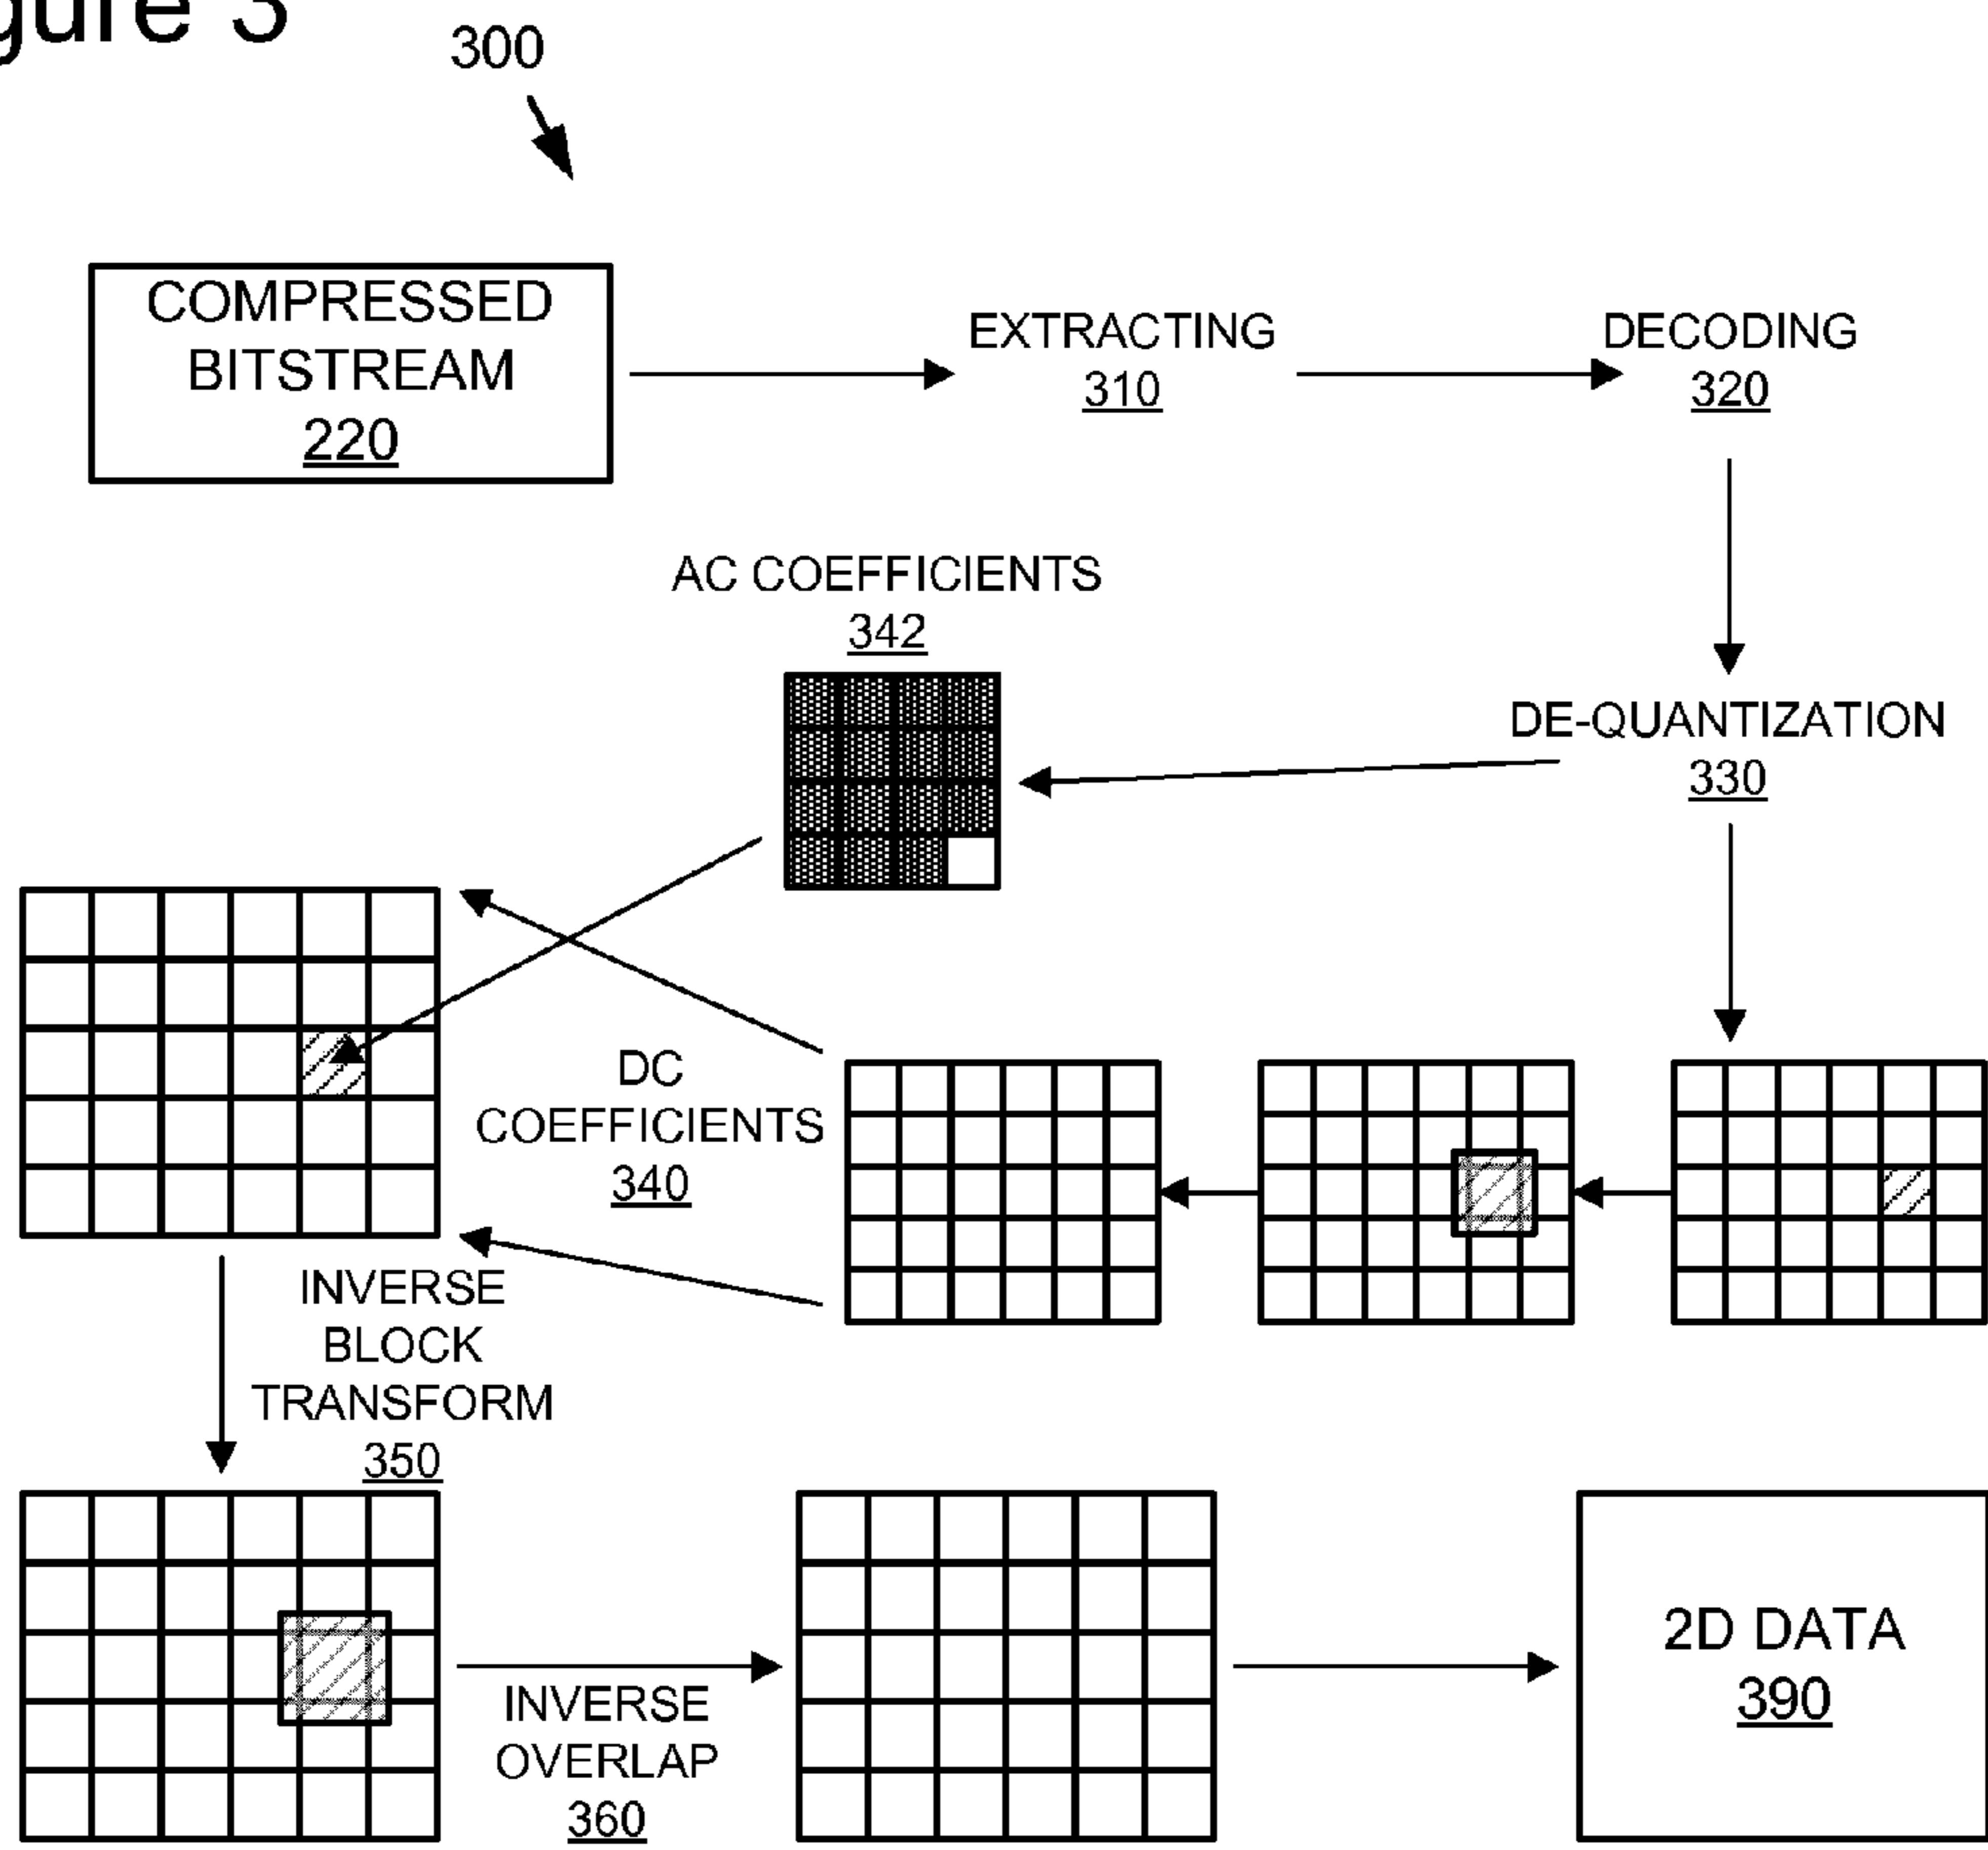 gure 3
300
COMPRESSED
BITSTREAM
220
EXTRACTING
310
DECODING
320
AC COEFFICIENTS
342
DE-QUANTIZATION
330
DC
COEFFICIENTS
340
INVERSE
BLOCK
TRANSFORM
350
INVERSE
OVERLAP
360
2D DATA
390